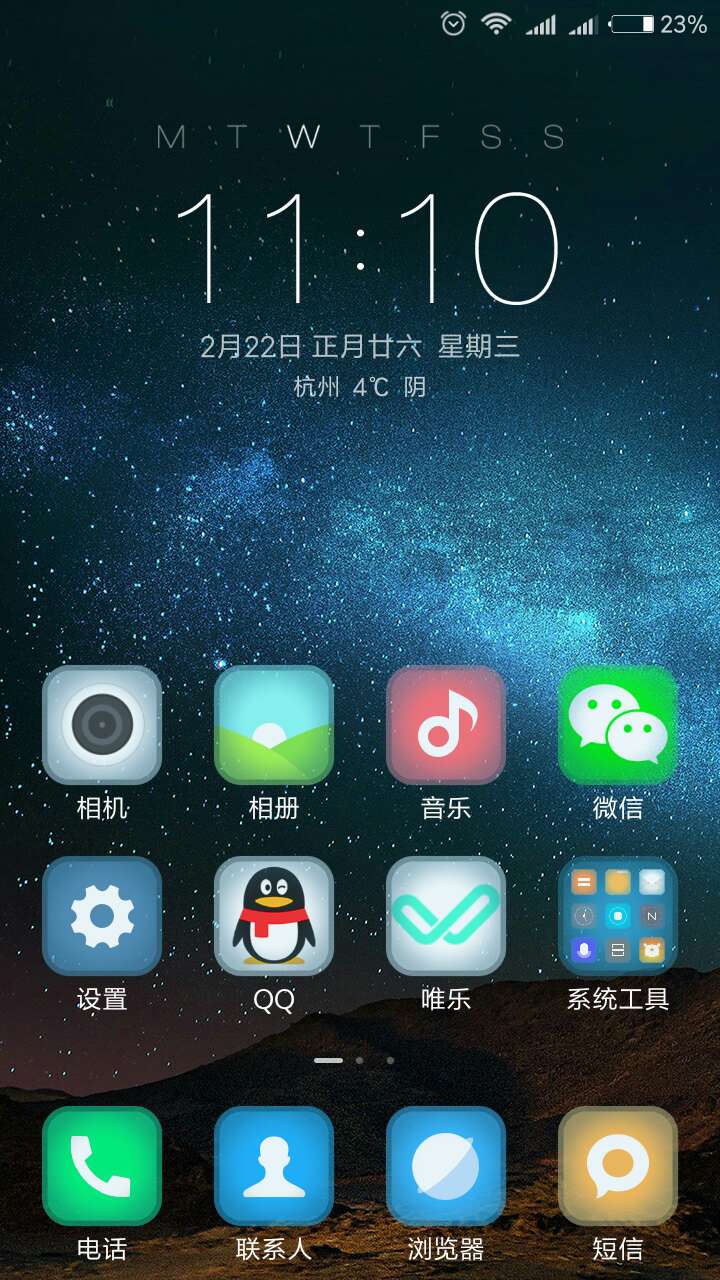 23%
M T W T F S S
11:10
2月22日 正月廿六 星期三
杭州 4℃ 阴
相机 相册 音乐 微信
设置 QQ 唯乐 系统工具
电话 联系人 浏览器 短信